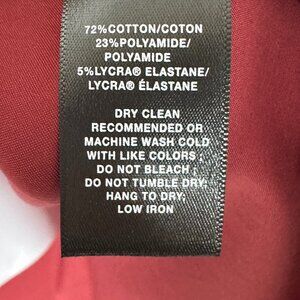 72%COTTON/COTON
23%POLYAMIDE/
POLYAMIDE
5%LYCRA® ELASTANE/
LYCRA® ÉLASTANE
DRY CLEAN
RECOMMENDED OR
MACHINE WASH COLD
WITH LIKE COLORS ;
DO NOT BLEACH ;
DO NOT TUMBLE DRY;
HANG TO DRY;
LOW IRON